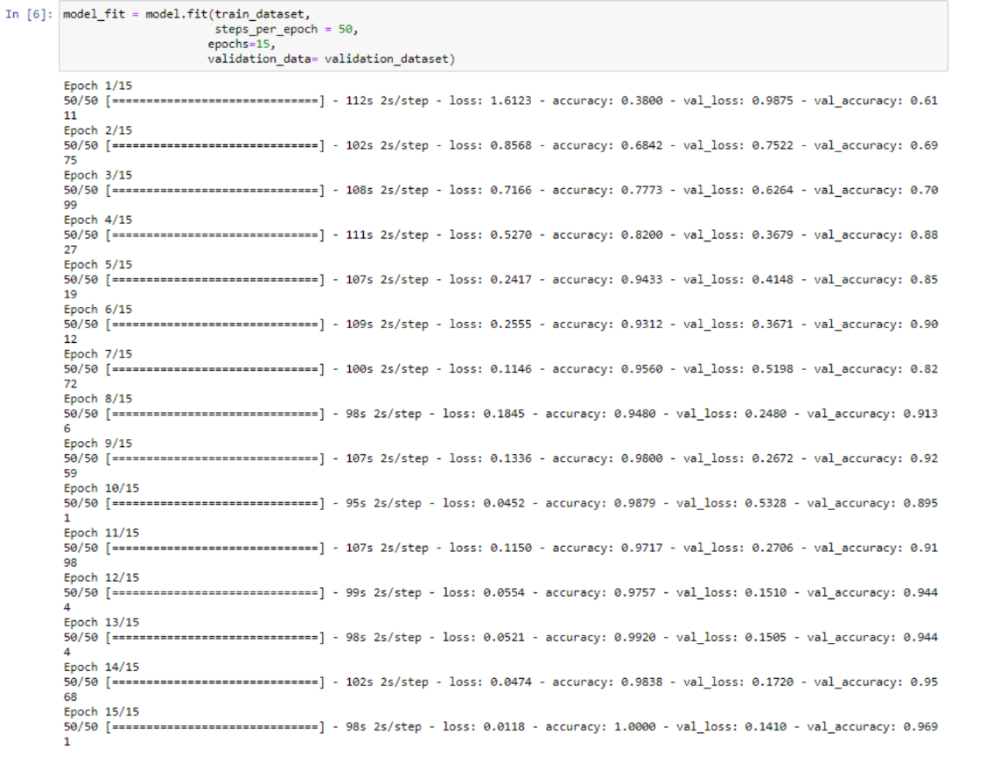 In [6]: model_fit = model.fit(train_dataset,
steps_per_epoch = 50,
epochs=15,
validation_data= validation_dataset)
Epoch 1/15
50/50 [==============================] - 112s 2s/step - loss: 1.6123 - accuracy: 0.3800 - val_loss: 0.9875 - val_accuracy: 0.61
11
Epoch 2/15
50/50 [==============================] - 102s 2s/step - loss: 0.8568 - accuracy: 0.6842 - val_loss: 0.7522 - val_accuracy: 0.69
75
Epoch 3/15
50/50 [==============================] - 108s 2s/step - loss: 0.7166 - accuracy: 0.7773 - val_loss: 0.6264 - val_accuracy: 0.70
99
Epoch 4/15
50/50 [==============================] - 111s 2s/step - loss: 0.5270 - accuracy: 0.8200 - val_loss: 0.3679 - val_accuracy: 0.88
27
Epoch 5/15
50/50 [==============================] - 107s 2s/step - loss: 0.2417 - accuracy: 0.9433 - val_loss: 0.4148 - val_accuracy: 0.85
19
Epoch 6/15
50/50 [==============================] - 109s 2s/step - loss: 0.2555 - accuracy: 0.9312 - val_loss: 0.3671 - val_accuracy: 0.90
12
Epoch 7/15
50/50 [==============================] - 100s 2s/step - loss: 0.1146 - accuracy: 0.9560 - val_loss: 0.5198 - val_accuracy: 0.82
72
Epoch 8/15
50/50 [==============================] - 98s 2s/step - loss: 0.1845 - accuracy: 0.9480 - val_loss: 0.2480 - val_accuracy: 0.913
6
Epoch 9/15
50/50 [==============================] - 107s 2s/step - loss: 0.1336 - accuracy: 0.9800 - val_loss: 0.2672 - val_accuracy: 0.92
59
Epoch 10/15
50/50 [==============================] - 95s 2s/step - loss: 0.0452 - accuracy: 0.9879 - val_loss: 0.5328 - val_accuracy: 0.895
1
Epoch 11/15
50/50 [==============================] - 107s 2s/step - loss: 0.1150 - accuracy: 0.9717 - val_loss: 0.2706 - val_accuracy: 0.91
98
Epoch 12/15
50/50 [==============================] - 99s 2s/step - loss: 0.0554 - accuracy: 0.9757 - val_loss: 0.1510 - val_accuracy: 0.944
4
Epoch 13/15
50/50 [==============================] - 98s 2s/step - loss: 0.0521 - accuracy: 0.9920 - val_loss: 0.1505 - val_accuracy: 0.944
4
Epoch 14/15
50/50 [==============================] - 102s 2s/step - loss: 0.0474 - accuracy: 0.9838 - val_loss: 0.1720 - val_accuracy: 0.95
68
Epoch 15/15
50/50 [==============================] - 98s 2s/step - loss: 0.0118 - accuracy: 1.0000 - val_loss: 0.1410 - val_accuracy: 0.969
1